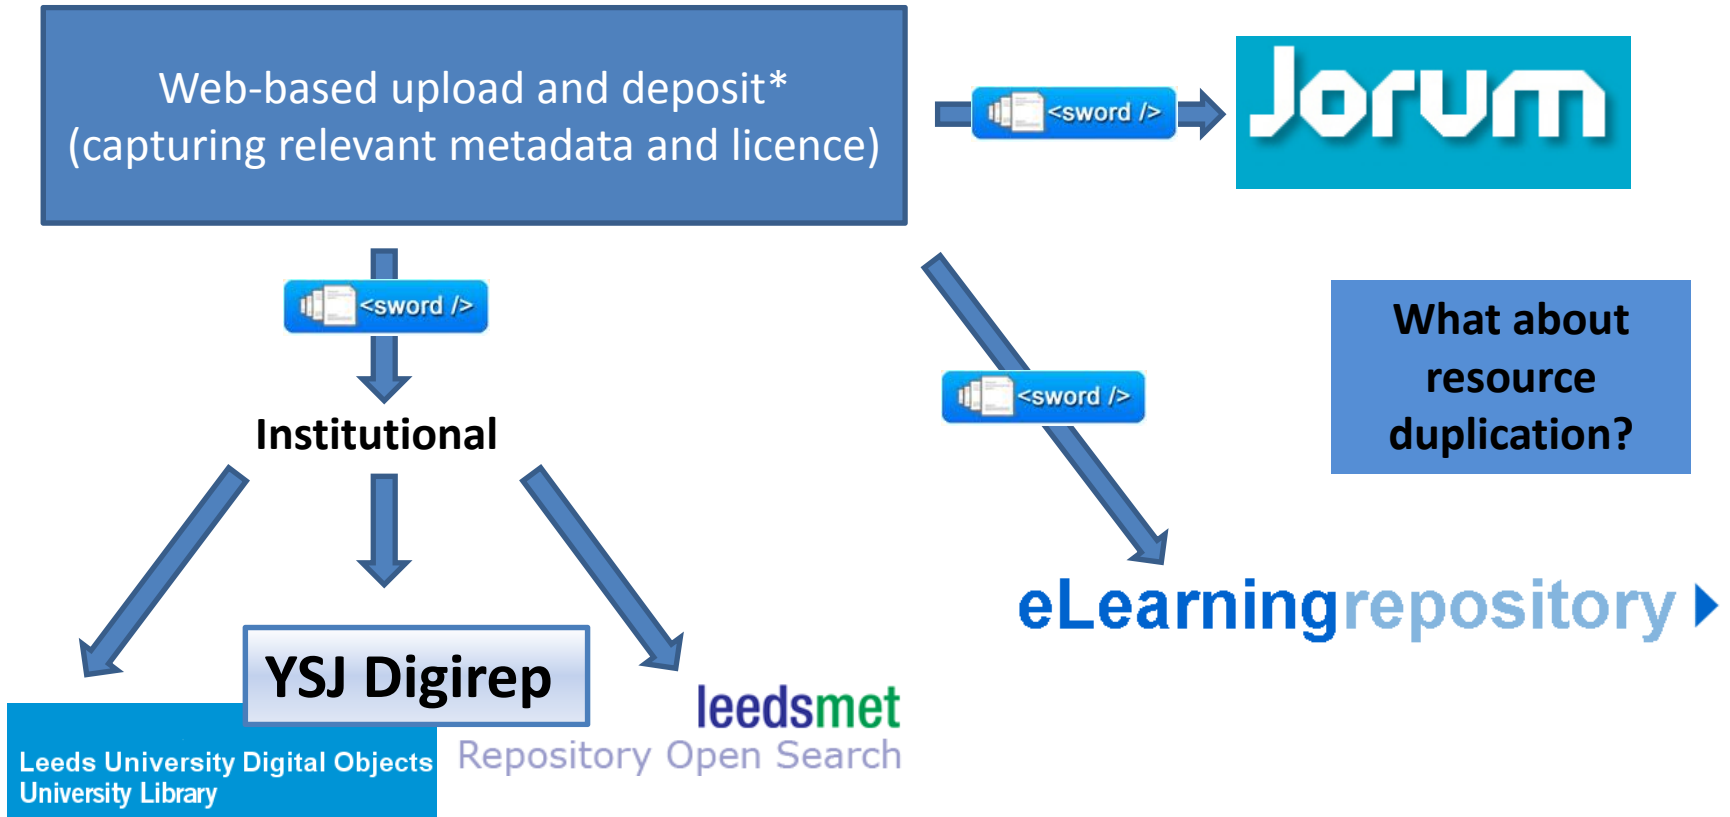 Web-based upload and deposit*
(capturing relevant metadata and licence)
<sword />
Jorum
<sword />
What about
resource
duplication?
<sword />
Institutional
eLearningrepository
YSJ Digirep
leedsmet
Repository Open Search
Leeds University Digital Objects
University Library